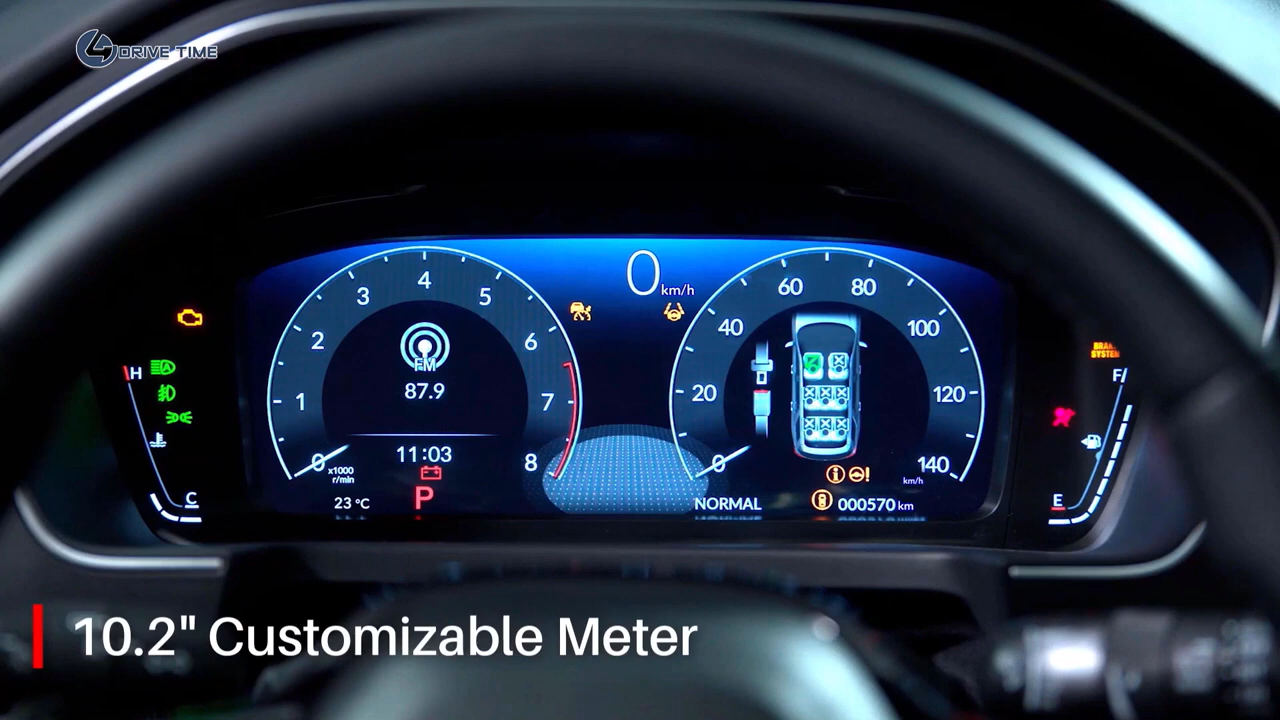 DRIVE TIME
0 km/h
4
3
5
60
80
2
6
40
100
BRAKE
SYSTEM
FM
H
A
F
1
87.9
7
20
120
11:03
0
x1000
r/min
8
0
140
km/h
C
23 °C
P
NORMAL
000570 km
E
10.2" Customizable Meter